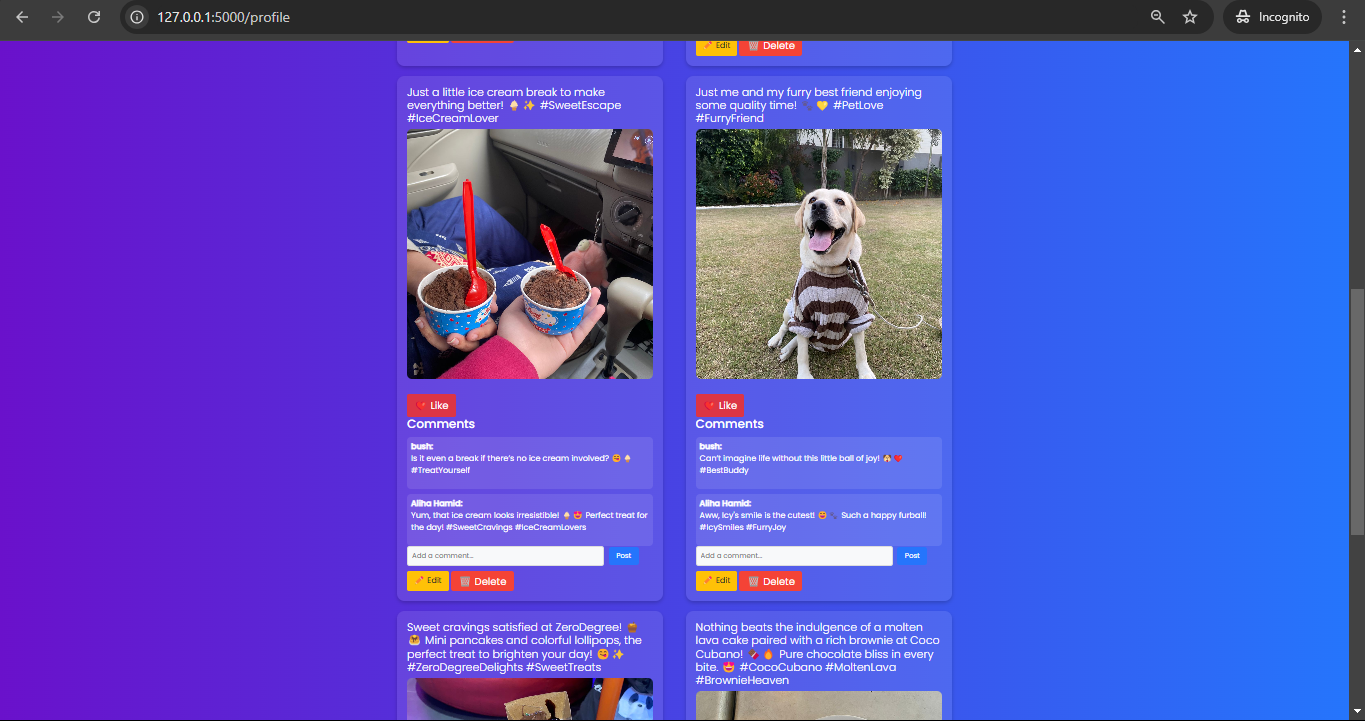 127.0.0.1:5000/profile
Incognito
Edit
Delete
Just a little ice cream break to make
everything better! 🍦 ✨ #SweetEscape
#IceCreamLover
❤️ Like
Comments
bush:
Is it even a break if there's no ice cream involved? 🥰🍦
#TreatYourself
Aliha Hamid:
Yum, that ice cream looks irresistible! 🍦😍 Perfect treat for
the day! #SweetCravings #IceCreamLovers
Add a comment...
Post
✏️ Edit
🗑️ Delete
Just me and my furry best friend enjoying
some quality time! 🐾 💛 #PetLove
#FurryFriend
❤️ Like
Comments
bush:
Can't imagine life without this little ball of joy! 🐶❤️
#BestBuddy
Aliha Hamid:
Aww, Icy's smile is the cutest! 😄🐾 Such a happy furball!
#IcySmiles #FurryJoy
Add a comment...
Post
✏️ Edit
🗑️ Delete
Sweet cravings satisfied at ZeroDegree! 🥞
🍭 Mini pancakes and colorful lollipops, the
perfect treat to brighten your day! 🥰✨
#ZeroDegreeDelights #SweetTreats
Nothing beats the indulgence of a molten
lava cake paired with a rich brownie at Coco
Cubano! 🍫🔥 Pure chocolate bliss in every
bite. 😍 #CocoCubano #MoltenLava
#BrownieHeaven